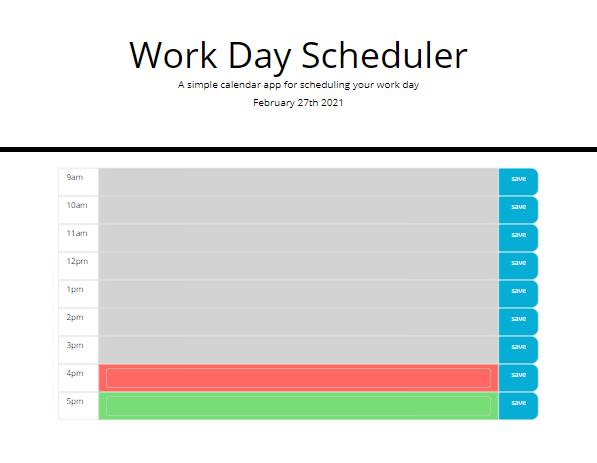 Work Day Scheduler
A simple calendar app for scheduling your work day
February 27th 2021
9am save
10am save
11am save
12pm save
1pm save
2pm save
3pm save
4pm save
5pm save